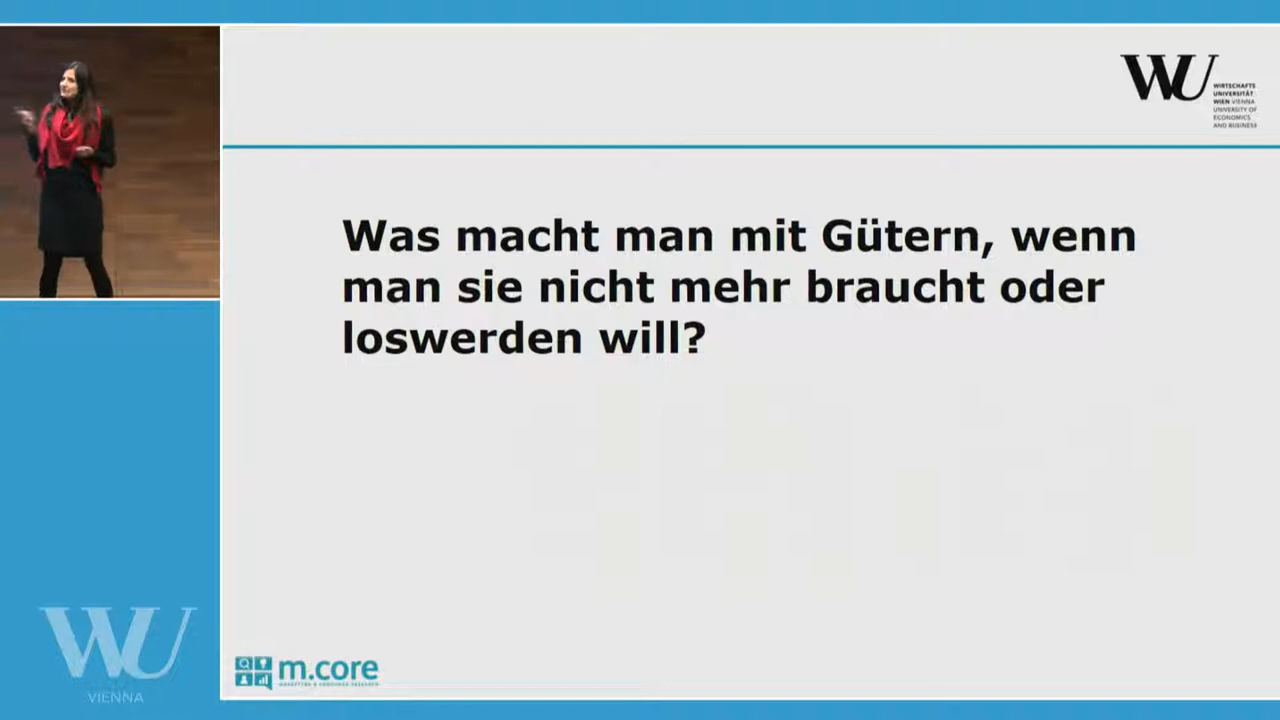 WU
WIRTSCHAFTS
UNIVERSITÄT
WIEN VIENNA
UNIVERSITY OF
ECONOMICS
AND BUSINESS
Was macht man mit Gütern, wenn
man sie nicht mehr braucht oder
loswerden will?
WU
VIENNA
m.core